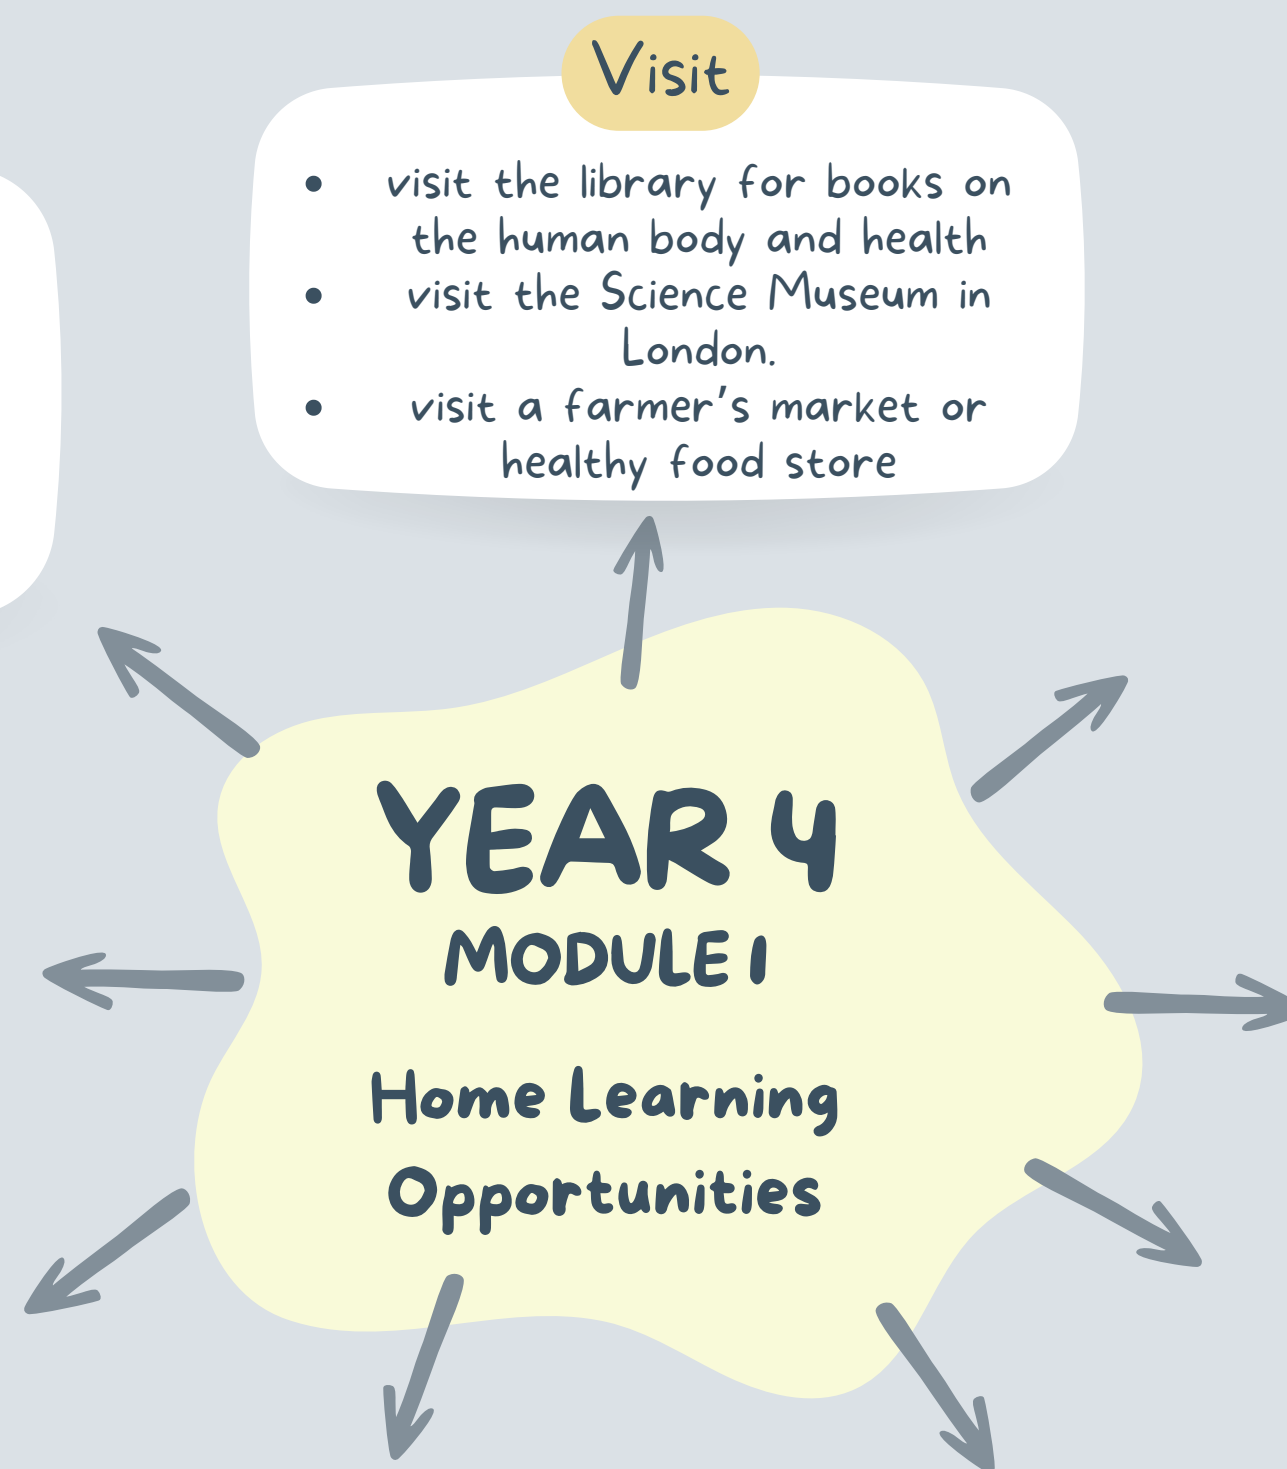 Visit
• visit the library for books on
the human body and health
• visit the Science Museum in
London.
• visit a farmer's market or
healthy food store
YEAR 4
MODULE 1
Home Learning
Opportunities